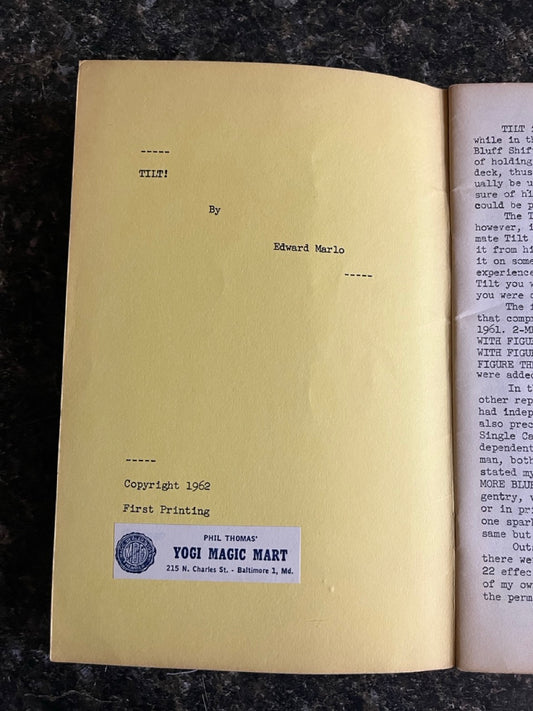 -----
TILT!
By
Edward Marlo
-----
-----
Copyright 1962
First Printing
PHIL THOMAS'
YOGI MAGIC MART
215 N. Charles St. - Baltimore 1, Md.
TILT
while in th
Bluff Shif
of holding
deck, thus
ually be u
sure of hi
could be p
The T
however, i
mate Tilt
it from hi
it on some
experience
Tilt you w
you were
The
that comp
1961. 2-M
WITH FIGU
WITH FIGU
FIGURE TH
were adde
In t
other rep
had indep
also prec
Single Ca
dependent
man, both
stated my
MORE BLUF
gentry, v
or in pr
one spark
same but
Outs
there we
22 effec
of my ow
the perm